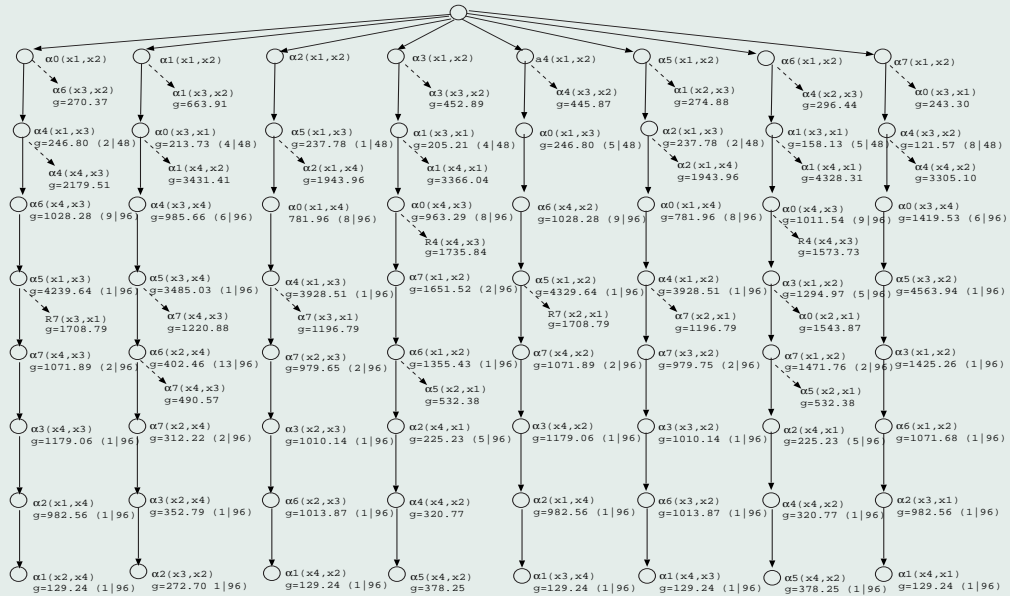 α0(x1,x2)
α1(x1,x2)
α2(x1,x2)
α3(x1,x2)
a4(x1,x2)
α5(x1,x2)
α6(x1,x2)
α7(x1,x2)
α6(x3,x2)
g=270.37
α1(x3,x2)
g=663.91
α3(x3,x2)
g=452.89
α4(x3,x2)
g=445.87
α1(x2,x3)
g=274.88
α4(x2,x3)
g=296.44
α0(x3,x1)
g=243.30
α4(x1,x3)
g=246.80 (2|48)
α0(x3,x1)
g=213.73 (4|48)
α5(x1,x3)
g=237.78 (1|48)
α1(x3,x1)
g=205.21 (4|48)
α0(x1,x3)
g=246.80 (5|48)
α2(x1,x3)
g=237.78 (2|48)
α1(x3,x1)
g=158.13 (5|48)
α4(x3,x2)
g=121.57 (8|48)
α4(x4,x3)
g=2179.51
α1(x4,x2)
g=3431.41
α2(x1,x4)
g=1943.96
α1(x4,x1)
g=3366.04
α2(x1,x4)
g=1943.96
α1(x4,x1)
g=4328.31
α4(x4,x2)
g=3305.10
α6(x4,x3)
g=1028.28 (9|96)
α4(x3,x4)
g=985.66 (6|96)
α0(x1,x4)
781.96 (8|96)
α0(x4,x3)
g=963.29 (8|96)
α6(x4,x2)
g=1028.28 (9|96)
α0(x1,x4)
g=781.96 (8|96)
α0(x4,x3)
g=1011.54 (9|96)
α0(x3,x4)
g=1419.53 (6|96)
R4(x4,x3)
g=1735.84
R4(x4,x3)
g=1573.73
α5(x1,x3)
g=4239.64 (1|96)
α5(x3,x4)
g=3485.03 (1|96)
α4(x1,x3)
g=3928.51 (1|96)
α7(x1,x2)
g=1651.52 (2|96)
α5(x1,x2)
g=4329.64 (1|96)
α4(x1,x2)
g=3928.51 (1|96)
α3(x1,x2)
g=1294.97 (5|96)
α5(x3,x2)
g=4563.94 (1|96)
R7(x3,x1)
g=1708.79
α7(x4,x3)
g=1220.88
α7(x3,x1)
g=1196.79
R7(x2,x1)
g=1708.79
α7(x2,x1)
g=1196.79
α0(x2,x1)
g=1543.87
α7(x4,x3)
g=1071.89 (2|96)
α6(x2,x4)
g=402.46 (13|96)
α7(x2,x3)
g=979.65 (2|96)
α6(x1,x2)
g=1355.43 (1|96)
α7(x4,x2)
g=1071.89 (2|96)
α7(x3,x2)
g=979.75 (2|96)
α7(x1,x2)
g=1471.76 (2|96)
α3(x1,x2)
g=1425.26 (1|96)
α7(x4,x3)
g=490.57
α5(x2,x1)
g=532.38
α5(x2,x1)
g=532.38
α3(x4,x3)
g=1179.06 (1|96)
α7(x2,x4)
g=312.22 (2|96)
α3(x2,x3)
g=1010.14 (1|96)
α2(x4,x1)
g=225.23 (5|96)
α3(x4,x2)
g=1179.06 (1|96)
α3(x3,x2)
g=1010.14 (1|96)
α2(x4,x1)
g=225.23 (5|96)
α6(x1,x2)
g=1071.68 (1|96)
α2(x1,x4)
g=982.56 (1|96)
α3(x2,x4)
g=352.79 (1|96)
α6(x2,x3)
g=1013.87 (1|96)
α4(x4,x2)
g=320.77
α2(x1,x4)
g=982.56 (1|96)
α6(x3,x2)
g=1013.87 (1|96)
α4(x4,x2)
g=320.77 (1|96)
α2(x3,x1)
g=982.56 (1|96)
α1(x2,x4)
g=129.24 (1|96)
α2(x3,x2)
g=272.70 1|96)
α1(x4,x2)
g=129.24 (1|96)
α5(x4,x2)
g=378.25
α1(x3,x4)
g=129.24 (1|96)
α1(x4,x3)
g=129.24 (1|96)
α5(x4,x2)
g=378.25 (1|96)
α1(x4,x1)
g=129.24 (1|96)